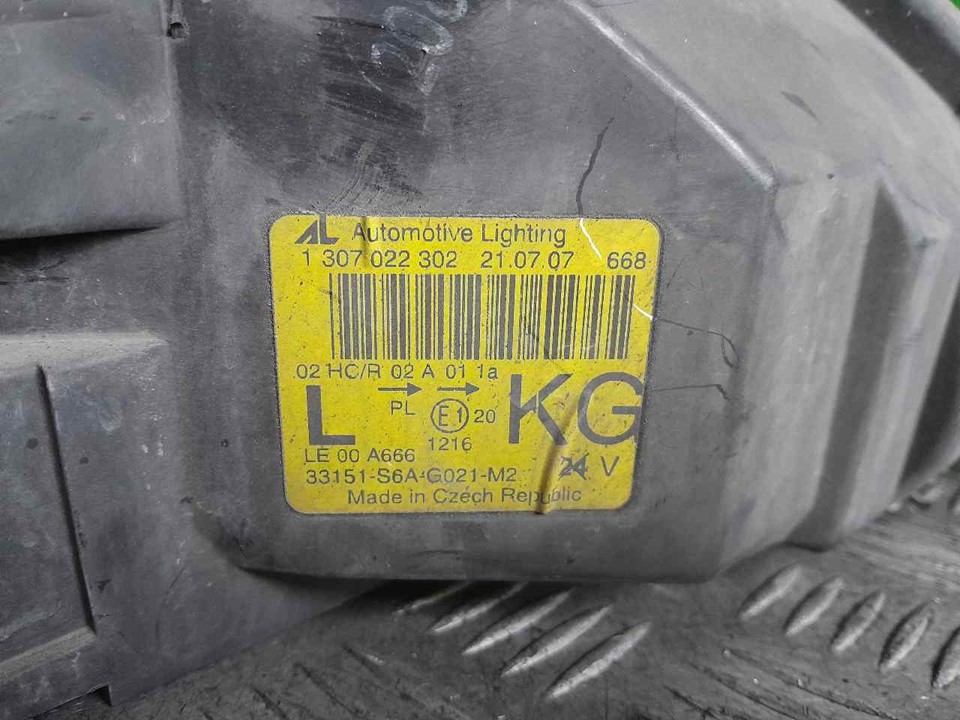 AL Automotive Lighting
1 307 022 302 21.07.07 668
02 HC/R 02 A 01 1a
L → → KG
PL E1 20
1216
LE 00 A666 24 V
33151-S6A-G021-M2
Made in Czech Republic